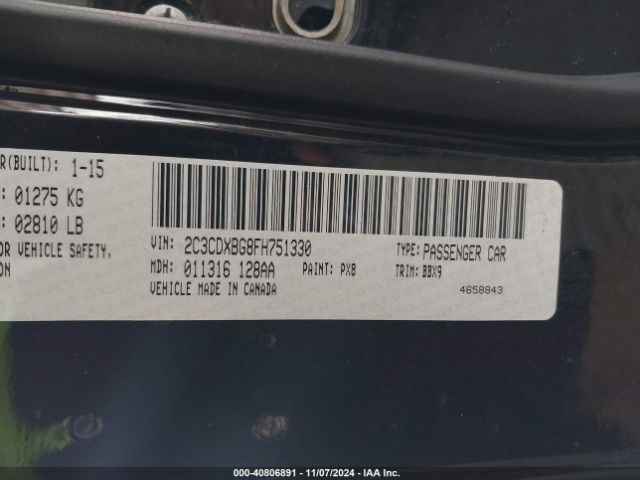 R(BUILT): 1-15
: 01275 KG
: 02810 LB
OR VEHICLE SAFETY,
ON
VIN: 2C3CDXBG8FH751330 TYPE: PASSENGER CAR
MDH: 011316 128AA PAINT: PX8 TRIM: BBX9
VEHICLE MADE IN CANADA 4658843
000-40806891 - 11/07/2024 - IAA Inc.